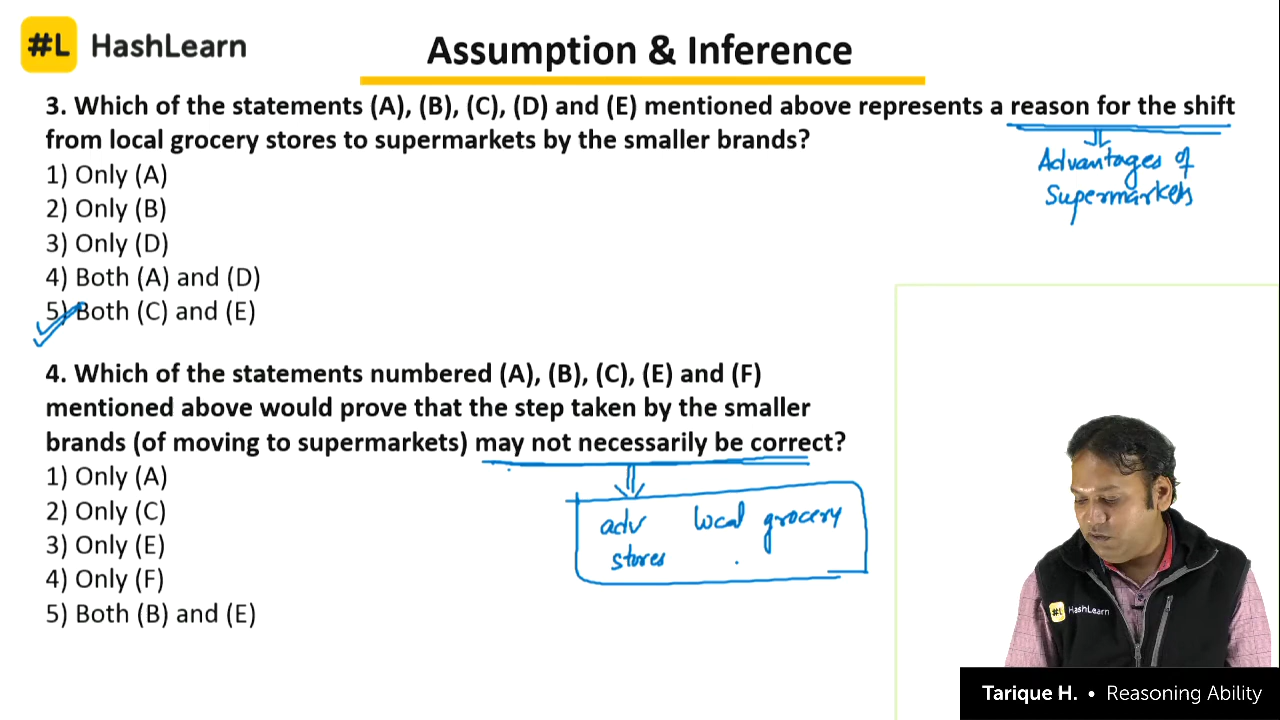 #L HashLearn
Assumption & Inference
3. Which of the statements (A), (B), (C), (D) and (E) mentioned above represents a reason for the shift
from local grocery stores to supermarkets by the smaller brands?
Advantages of
Supermarkets
1) Only (A)
2) Only (B)
3) Only (D)
4) Both (A) and (D)
5) Both (C) and (E)
4. Which of the statements numbered (A), (B), (C), (E) and (F)
mentioned above would prove that the step taken by the smaller
brands (of moving to supermarkets) may not necessarily be correct?
1) Only (A)
2) Only (C)
3) Only (E)
4) Only (F)
5) Both (B) and (E)
adv local grocery
stores
#L HashLearn
Tarique H. • Reasoning Ability